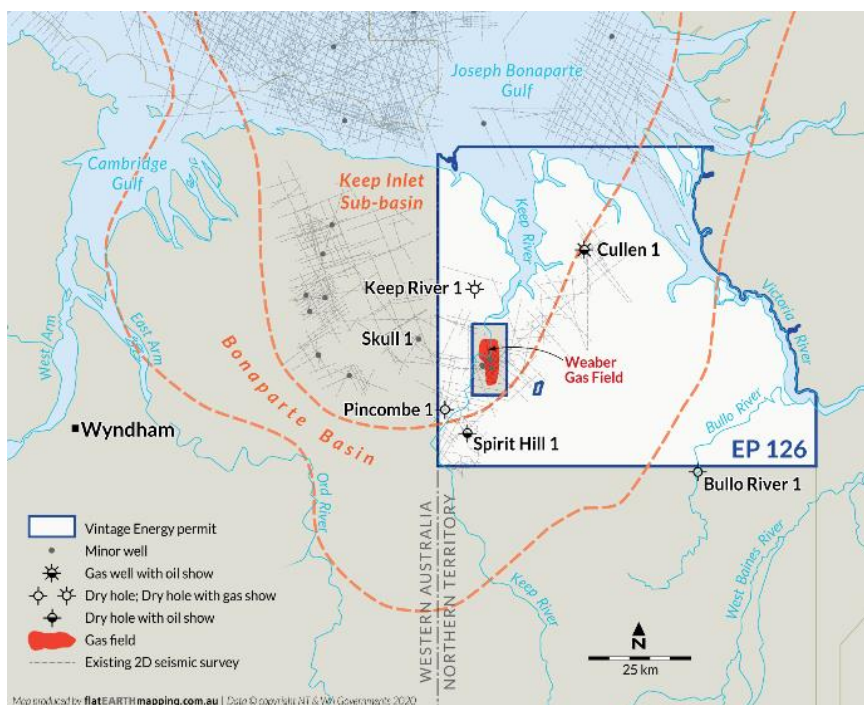 Joseph Bonaparte
Gulf
Cambridge
Gulf
Keep Inlet
Sub-basin
Keep River
Cullen 1
Keep River 1
Victoria River
Skull 1
Weaber
Gas Field
West Arm
East Arm
Bonaparte Basin
Pincombe 1
Bullo River
Wyndham
Spirit Hill 1
EP 126
Bullo River 1
Ord River
WESTERN AUSTRALIA
NORTHERN TERRITORY
Keep River
West Baines River
Vintage Energy permit
Minor well
Gas well with oil show
Dry hole; Dry hole with gas show
Dry hole with oil show
Gas field
Existing 2D seismic survey
N
25 km
Map produced by flatEARTHmapping.com.au | Data © copyright NT & WA Governments 2020